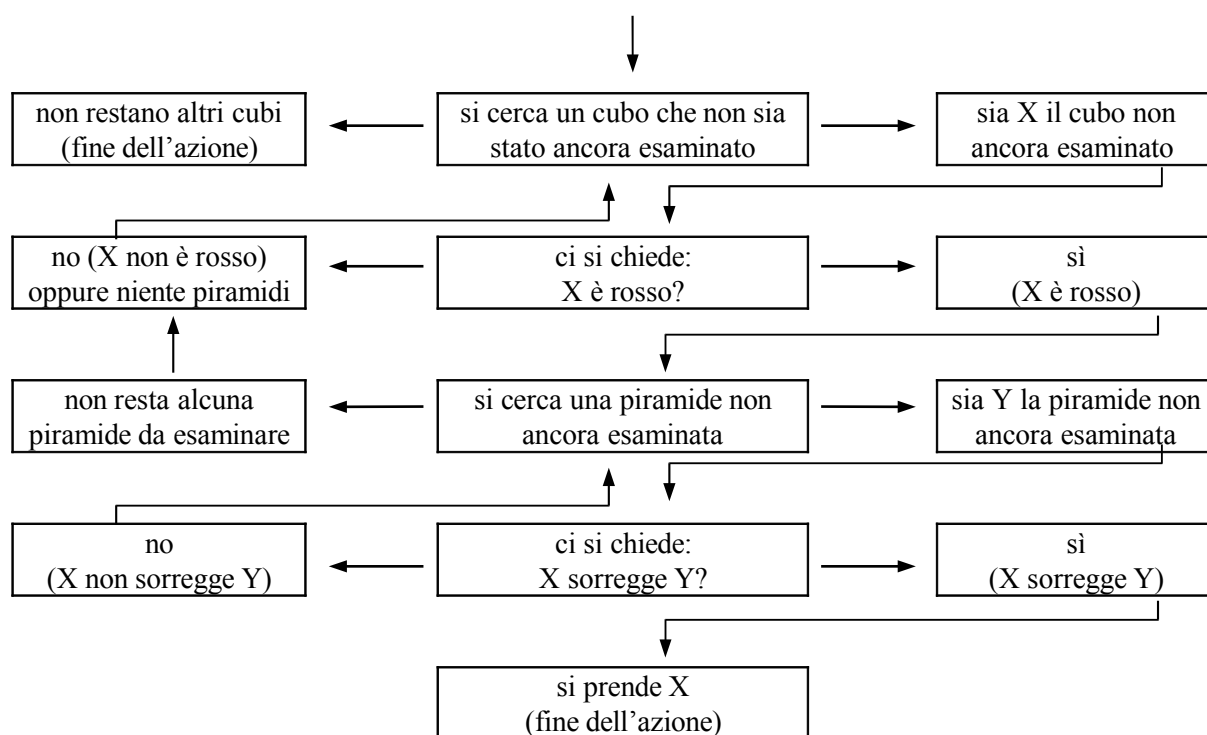 non restano altri cubi
(fine dell’azione)
si cerca un cubo che non sia
stato ancora esaminato
sia X il cubo non
ancora esaminato
no (X non è rosso)
oppure niente piramidi
ci si chiede:
X è rosso?
sì
(X è rosso)
non resta alcuna
piramide da esaminare
si cerca una piramide non
ancora esaminata
sia Y la piramide non
ancora esaminata
no
(X non sorregge Y)
ci si chiede:
X sorregge Y?
sì
(X sorregge Y)
si prende X
(fine dell’azione)